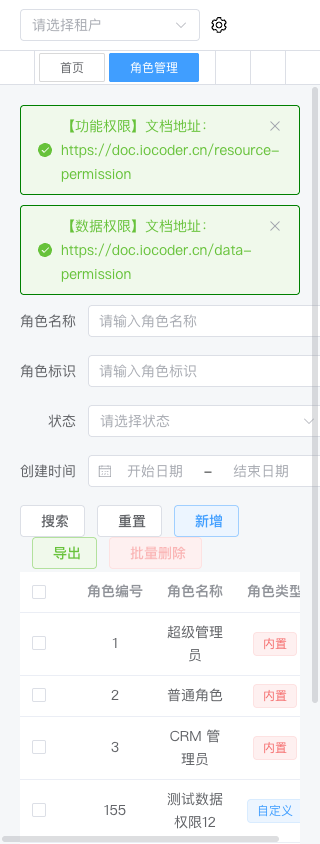 请选择租户
首页 角色管理
【功能权限】文档地址：
https://doc.iocoder.cn/resource-
permission
【数据权限】文档地址：
https://doc.iocoder.cn/data-
permission
角色名称 请输入角色名称
角色标识 请输入角色标识
状态 请选择状态
创建时间 开始日期 - 结束日期
搜索 重置 新增
导出 批量删除
角色编号 角色名称 角色类型
1 超级管理
员 内置
2 普通角色 内置
3 CRM 管
理员 内置
155 测试数据
权限12 自定义